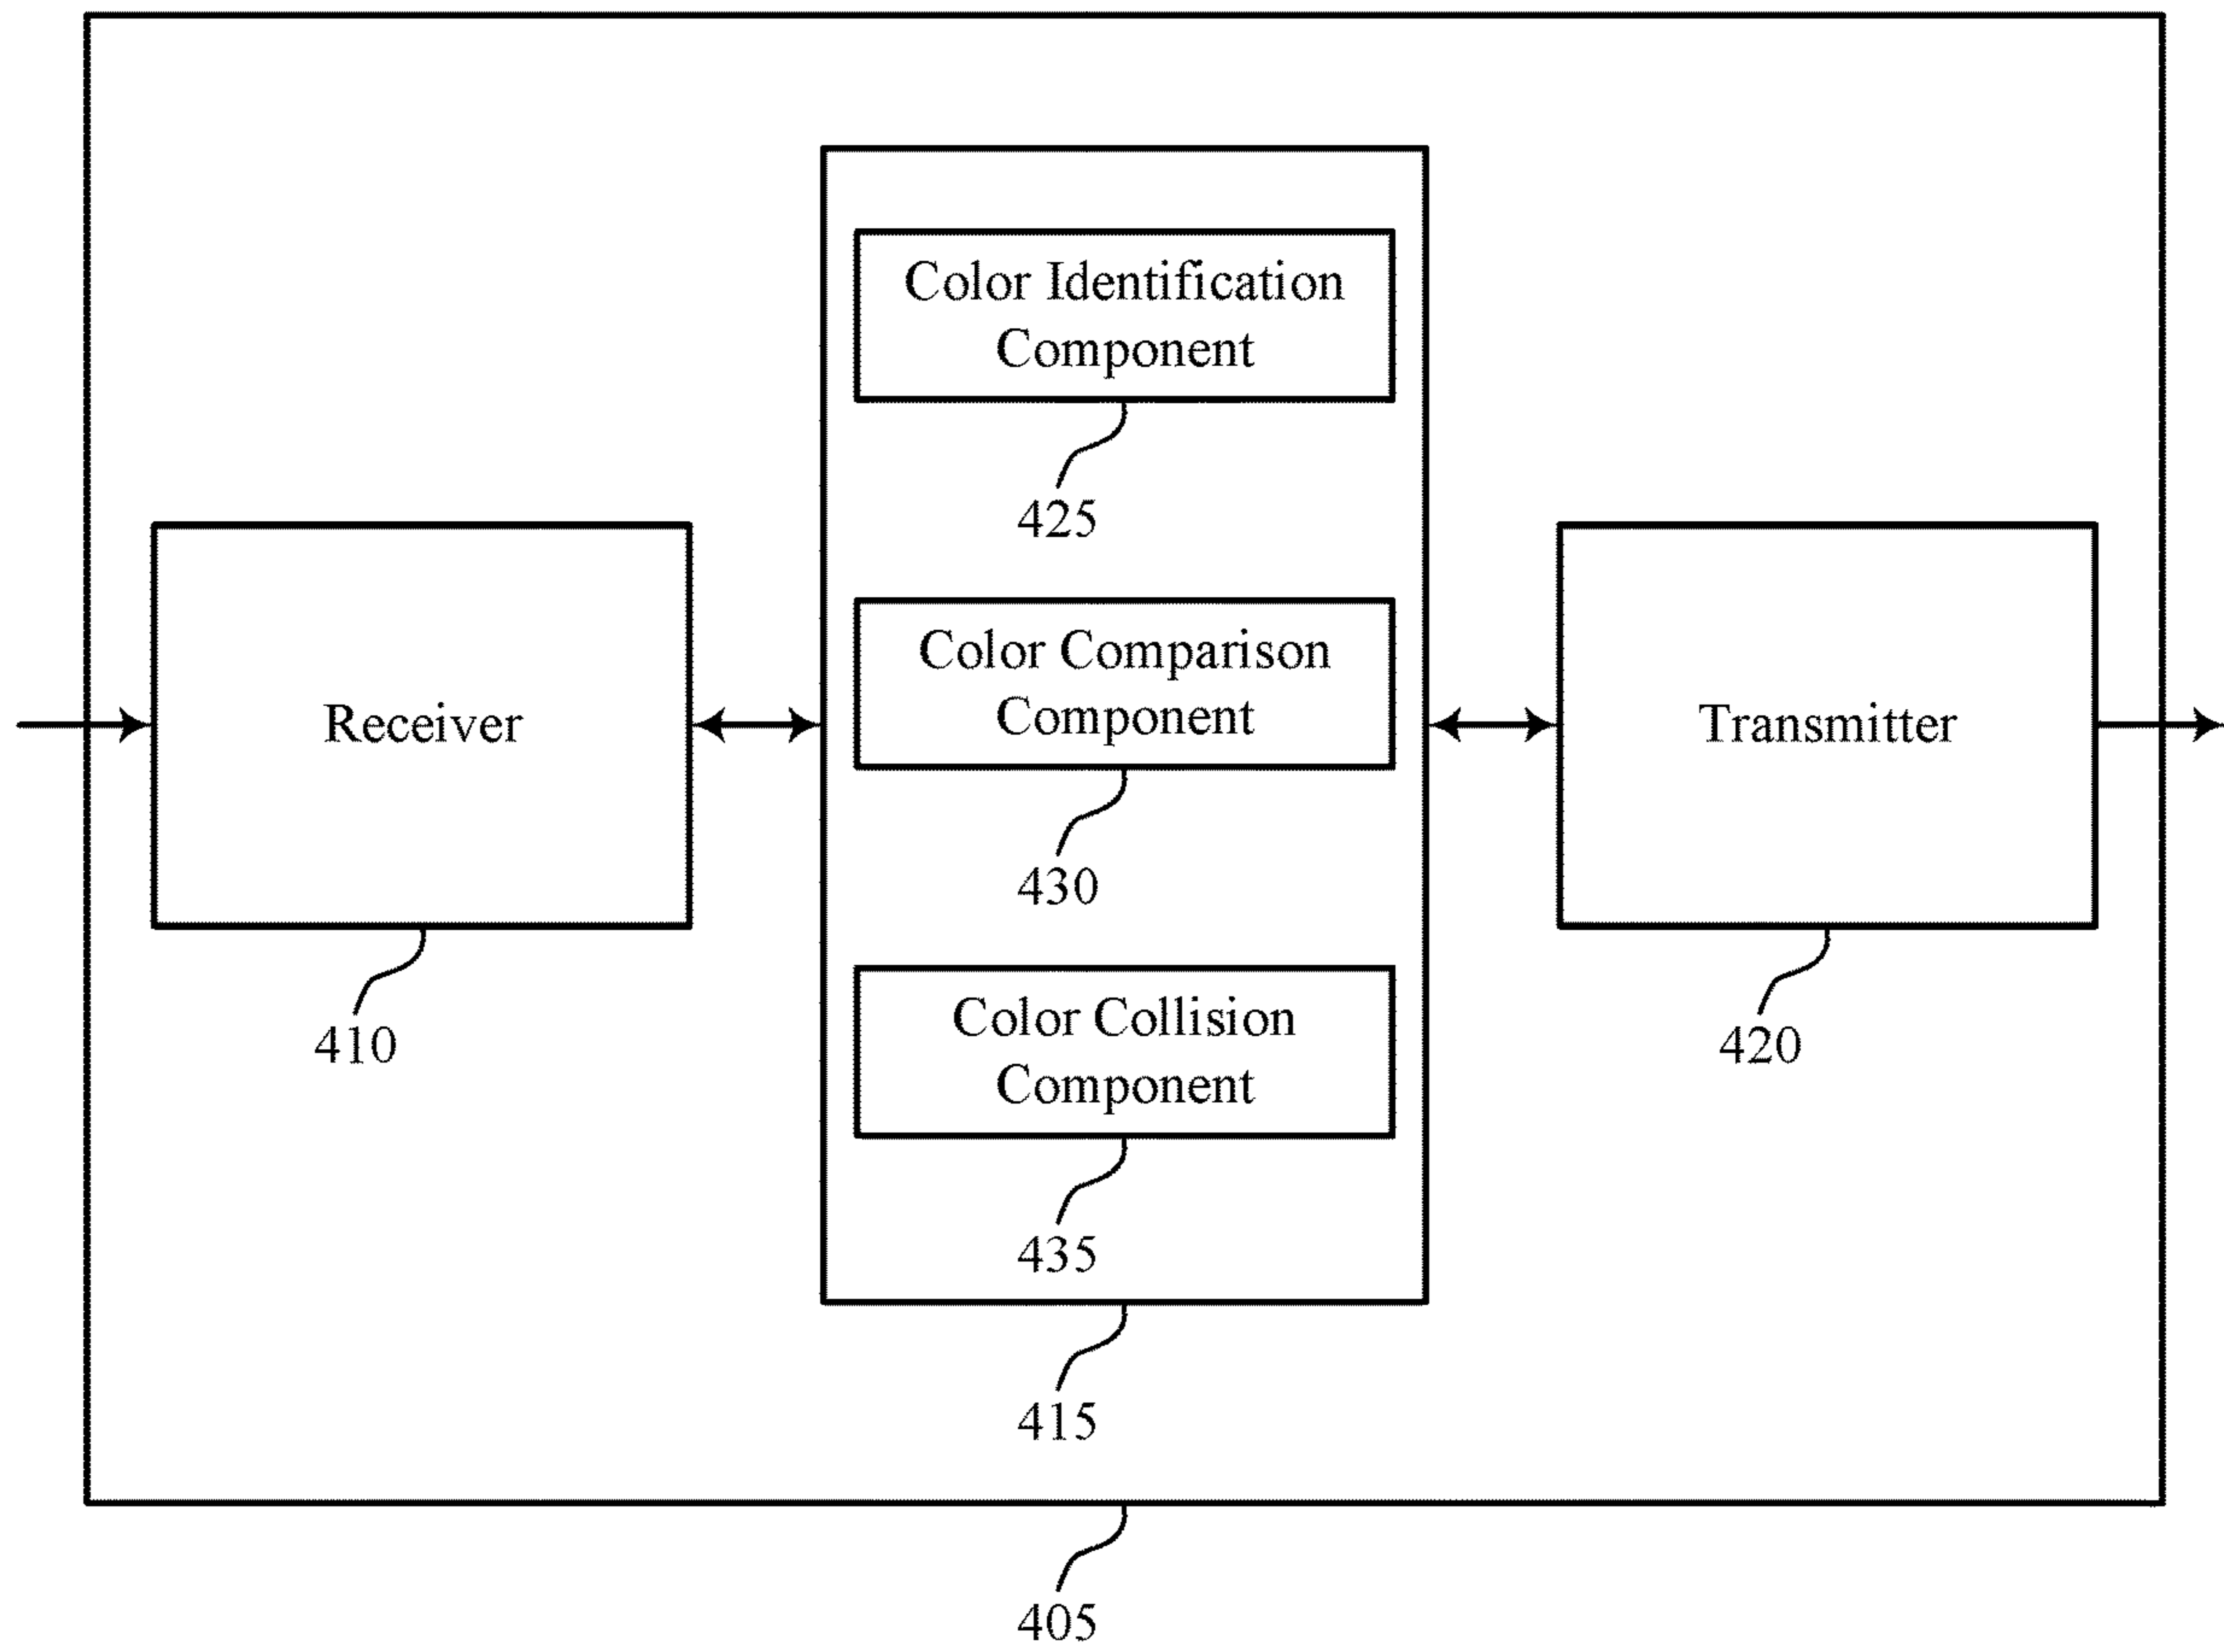 Color Identification
Component
425
Receiver
410
Color Comparison
Component
430
Color Collision
Component
435
415
Transmitter
420
405